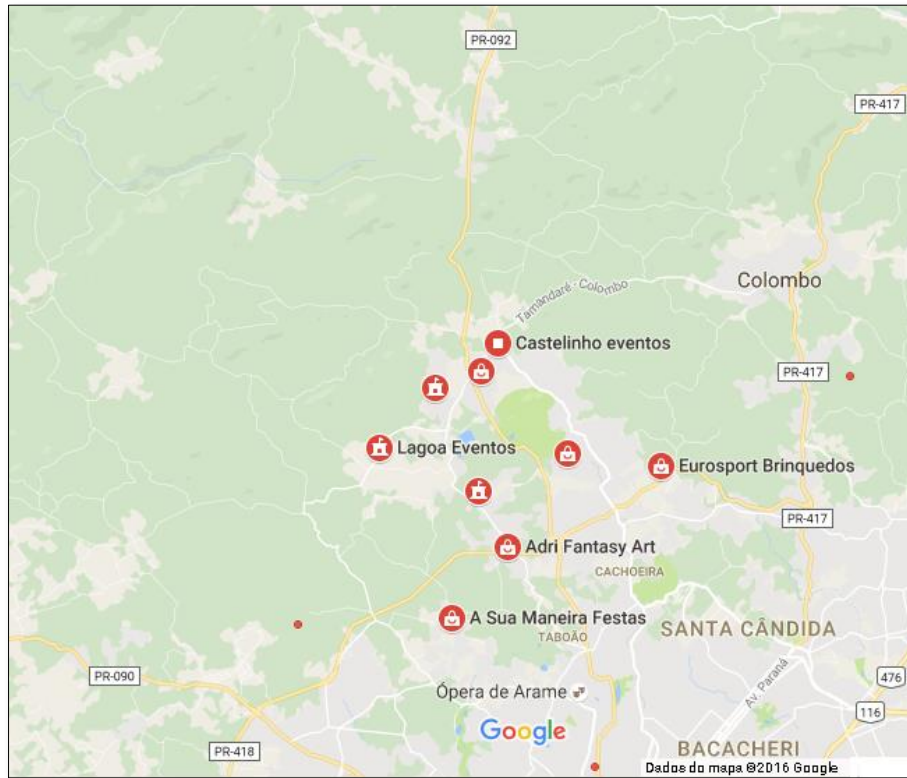 PR-092
PR-417
Colombo
Tamandaré - Colombo
Castelinho eventos
PR-417
Lagoa Eventos
Eurosport Brinquedos
PR-417
Adri Fantasy Art
CACHOEIRA
A Sua Maneira Festas
TABOÃO
SANTA CÂNDIDA
PR-090
Av. Paraná
476
Ópera de Arame
116
Google
PR-418
BACACHERI
Dados do mapa ©2016 Google